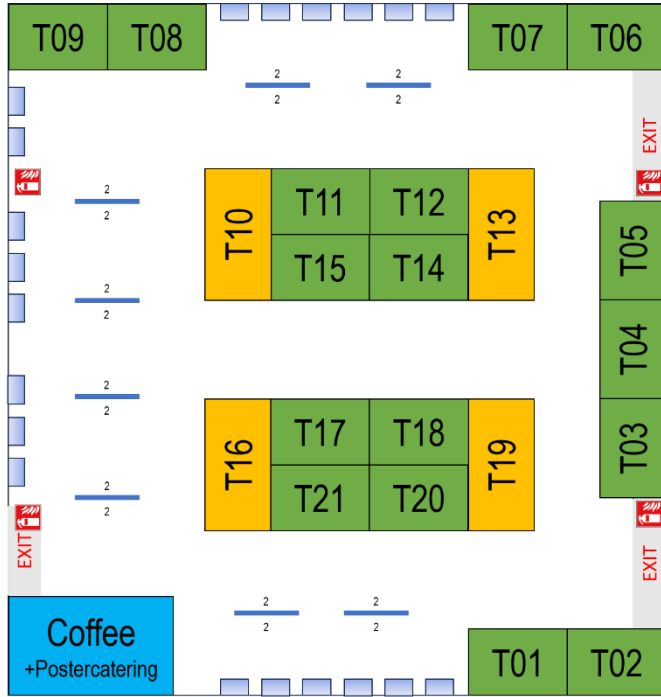 T09 T08 T07 T06
2 2
2 2
EXIT
2
2
T10 T11 T12 T13
T15 T14
T05
T04
T03
2
2
2
2
T16 T17 T18 T19
T21 T20
2
2
EXIT
EXIT
2 2
2 2
Coffee
+Postercatering
T01 T02